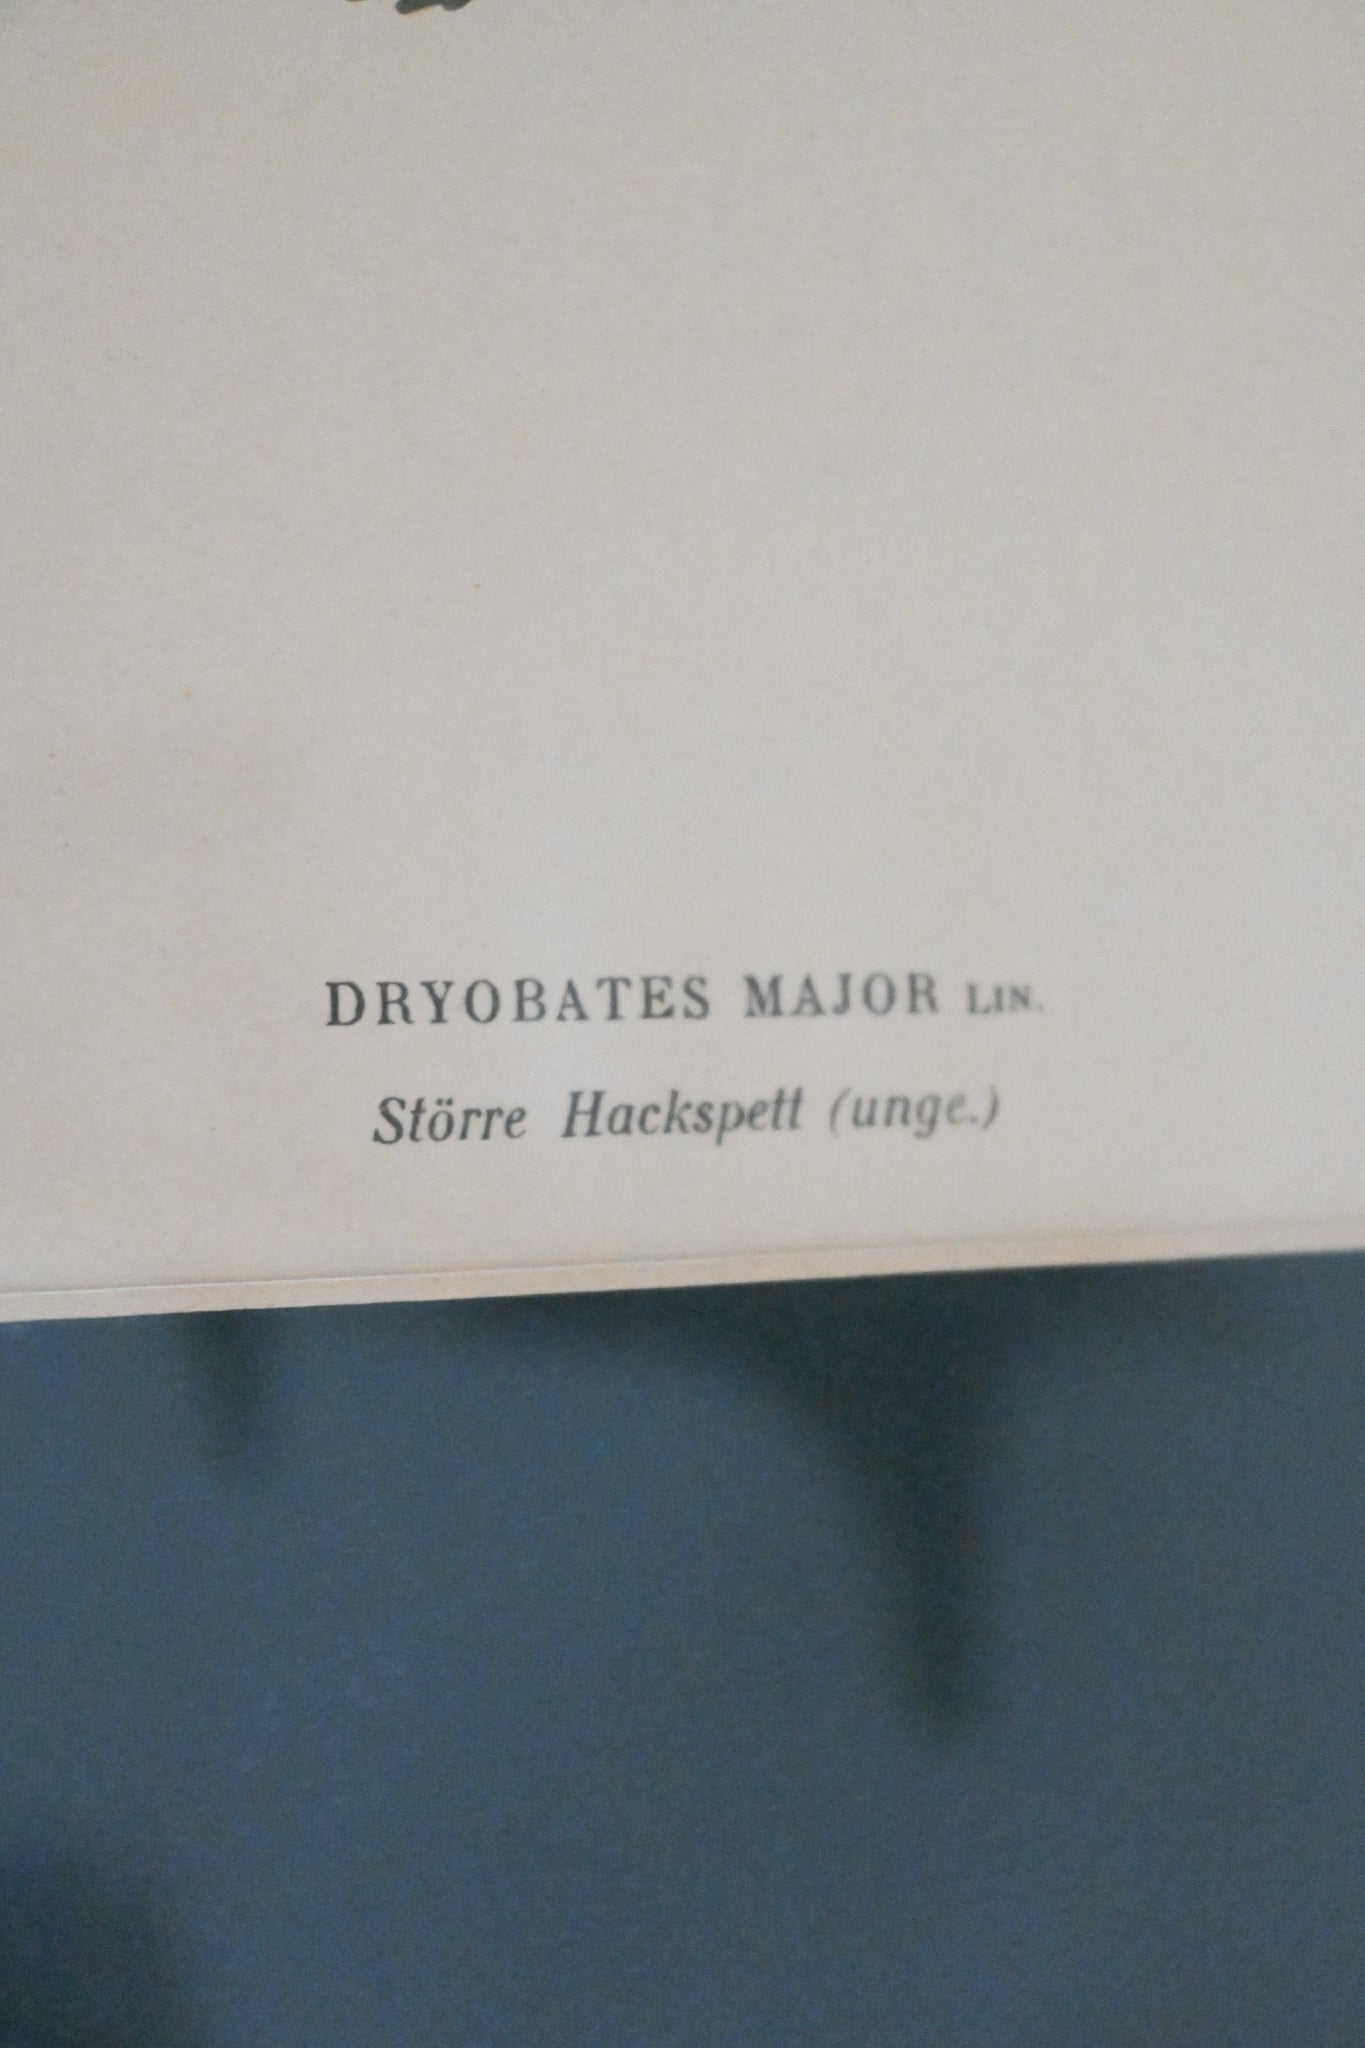 DRYOBATES MAJOR LIN.
Större Hackspett (unge.)